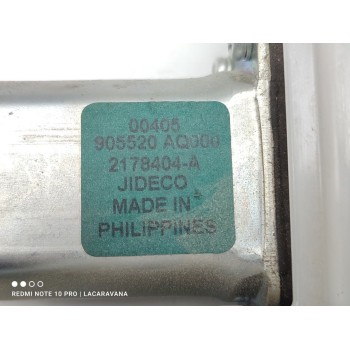 00405
905520 AQ000
2178404-A
JIDECO
MADE IN
PHILIPPINES
REDMI NOTE 10 PRO | LACARAVANA